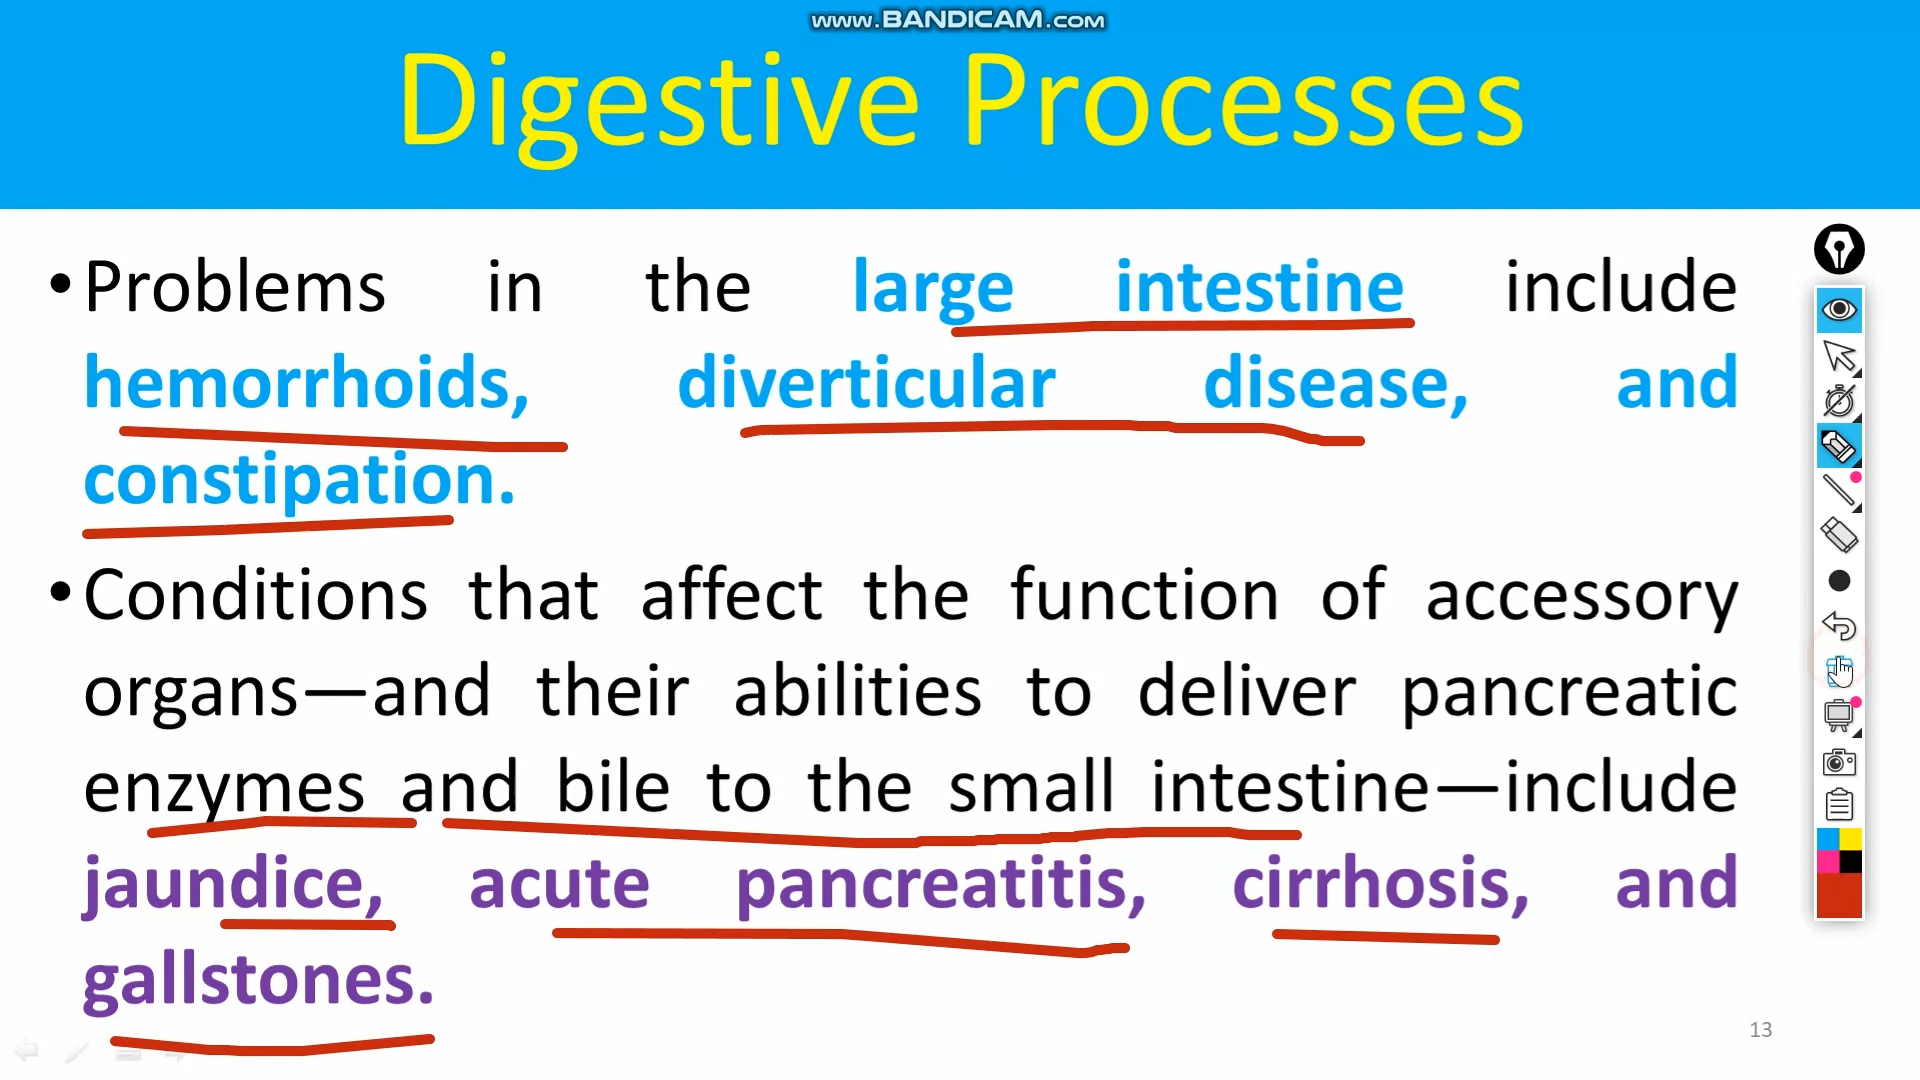 www.BANDICAM.com
Digestive Processes
•Problems in the large intestine include
hemorrhoids, diverticular disease, and
constipation.
•Conditions that affect the function of accessory
organs—and their abilities to deliver pancreatic
enzymes and bile to the small intestine—include
jaundice, acute pancreatitis, cirrhosis, and
gallstones.
13